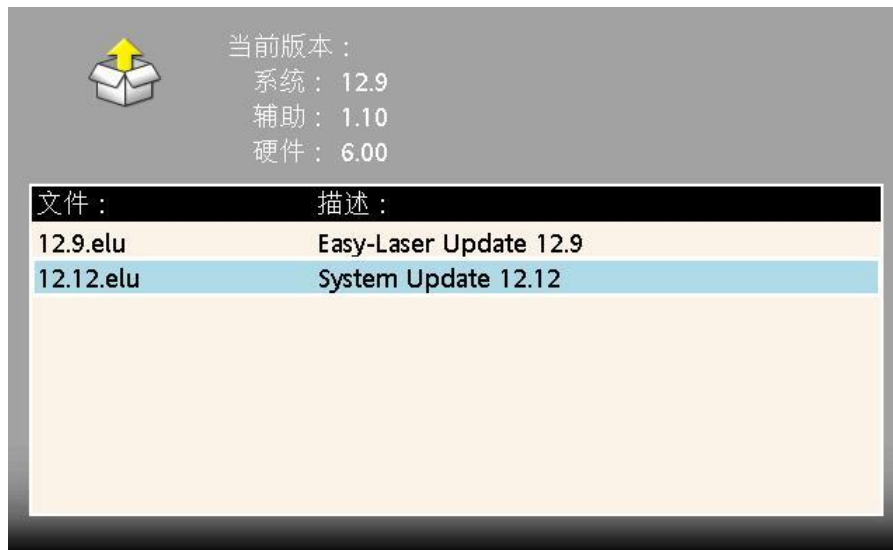 当前版本：
系统： 12.9
辅助： 1.10
硬件： 6.00
文件： 描述：
12.9.elu Easy-Laser Update 12.9
12.12.elu System Update 12.12